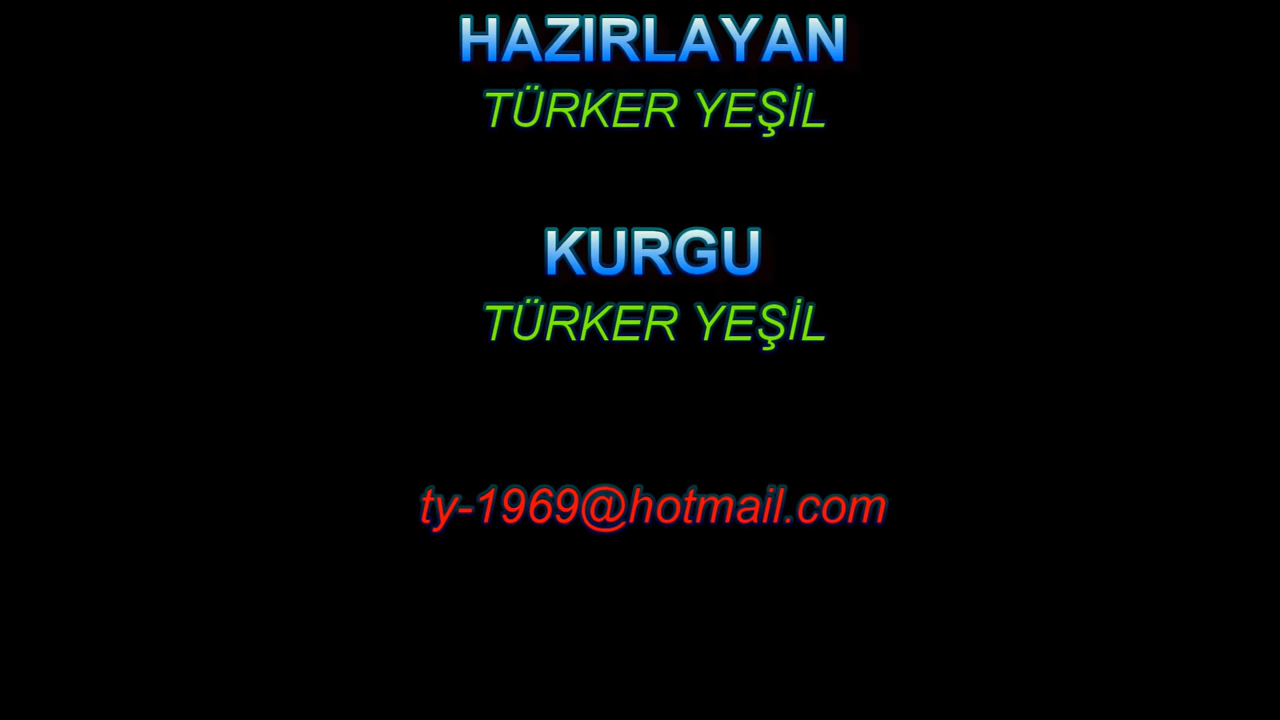 HAZIRLAYAN
TÜRKER YEŞİL
KURGU
TÜRKER YEŞİL
ty-1969@hotmail.com